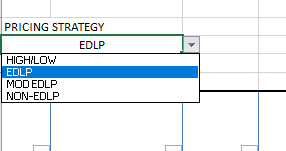 PRICING STRATEGY
EDLP
HIGH/LOW
EDLP
MOD EDLP
NON-EDLP